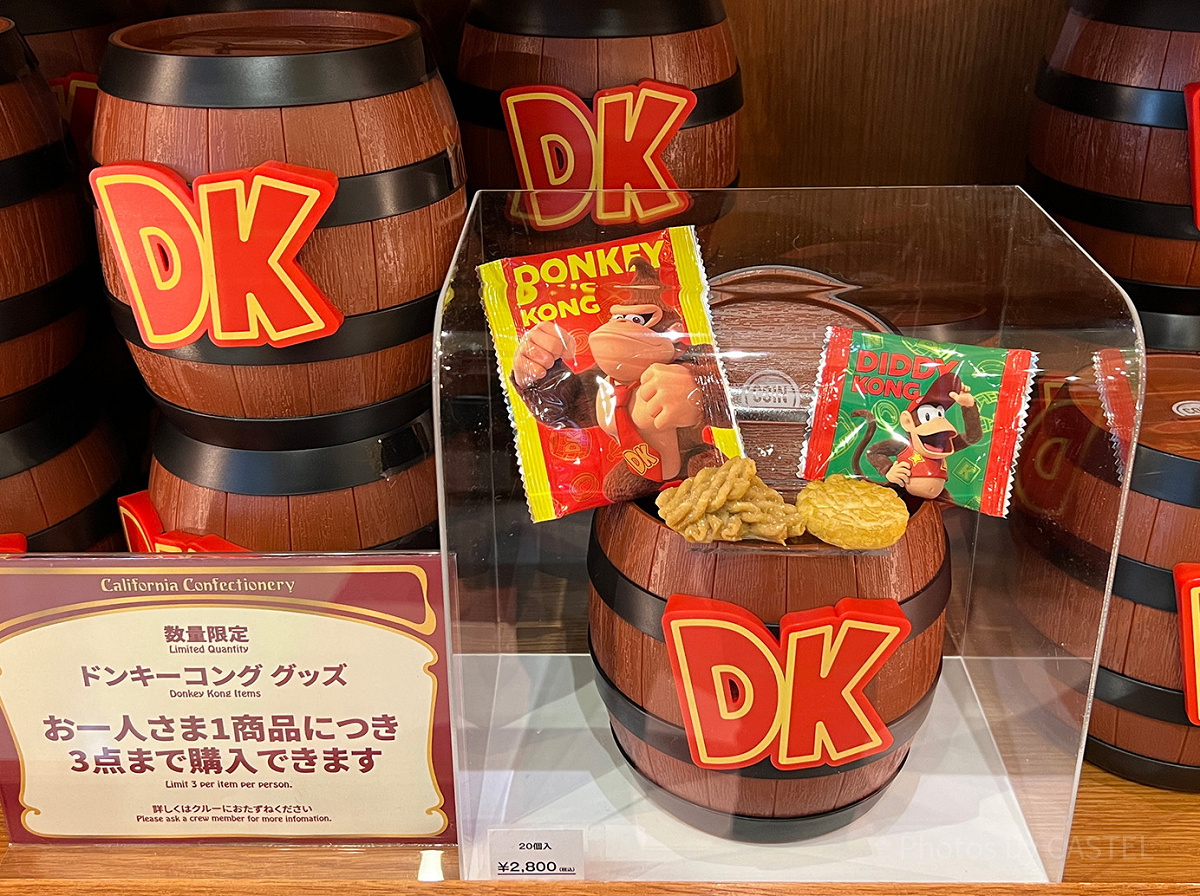 DK
DK
DONKEY
KONG
DK
COIN
DIDDY
KONG
DK
California Confectionery
数量限定
Limited Quantity
ドンキーコング グッズ
Donkey Kong Items
お一人さま1商品につき
3点まで購入できます
Limit 3 per item per person.
詳しくはクルーにおたずねください
Please ask a crew member for more infomation.
20個入
¥2,800(税込)
CASTEL